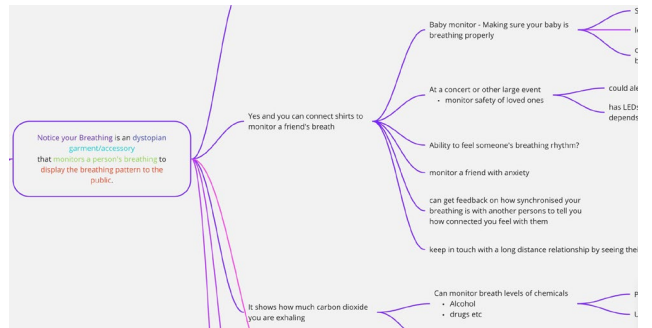 Notice your Breathing is an dystopian
garment/accessory
that monitors a person's breathing to
display the breathing pattern to the
public.
Yes and you can connect shirts to
monitor a friend's breath
Baby monitor - Making sure your baby is
breathing properly
At a concert or other large event
• monitor safety of loved ones
could
has LEDs
depends
Ability to feel someone's breathing rhythm?
monitor a friend with anxiety
can get feedback on how synchronised your
breathing is with another persons to tell you
how connected you feel with them
keep in touch with a long distance relationship by seeing
It shows how much carbon dioxide
you are exhaling
Can monitor breath levels of chemicals
• Alcohol
• drugs etc